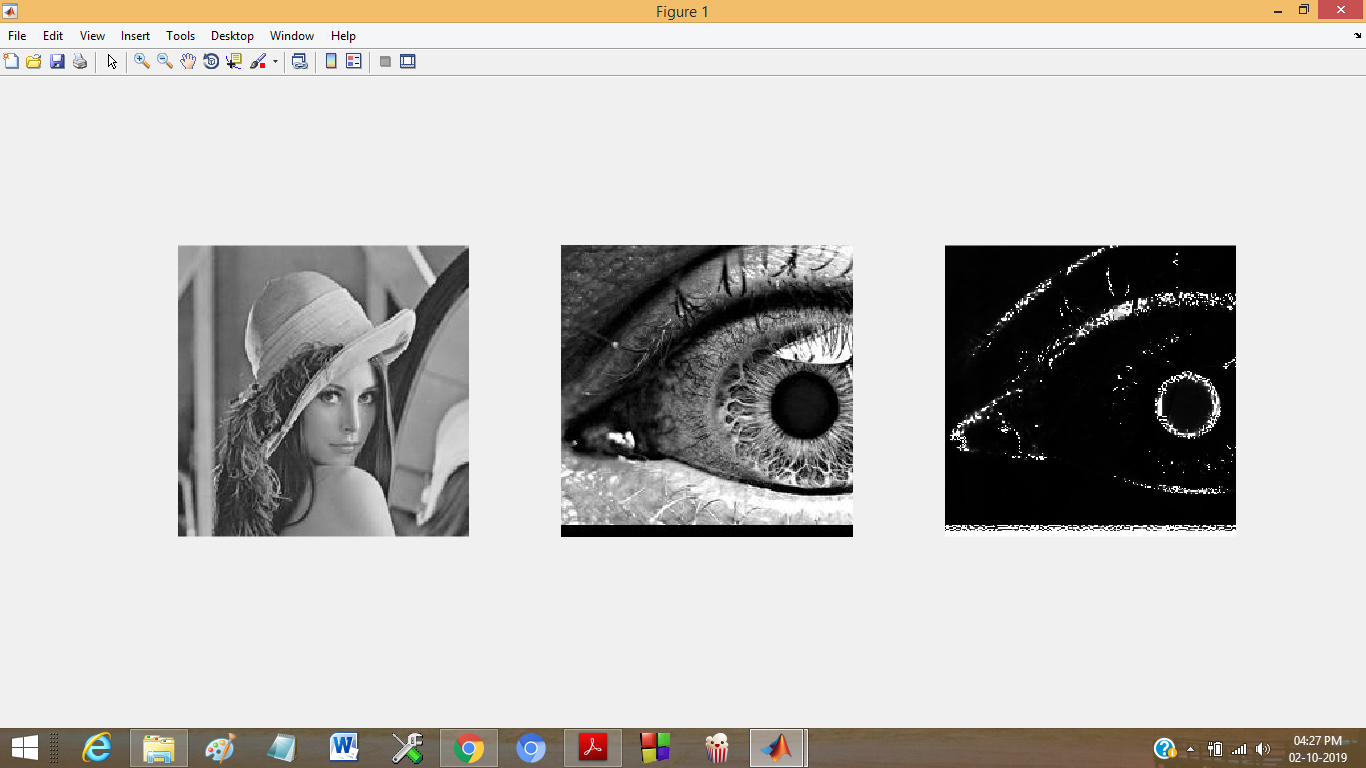 Figure 1
File Edit View Insert Tools Desktop Window Help
04:27 PM
02-10-2019